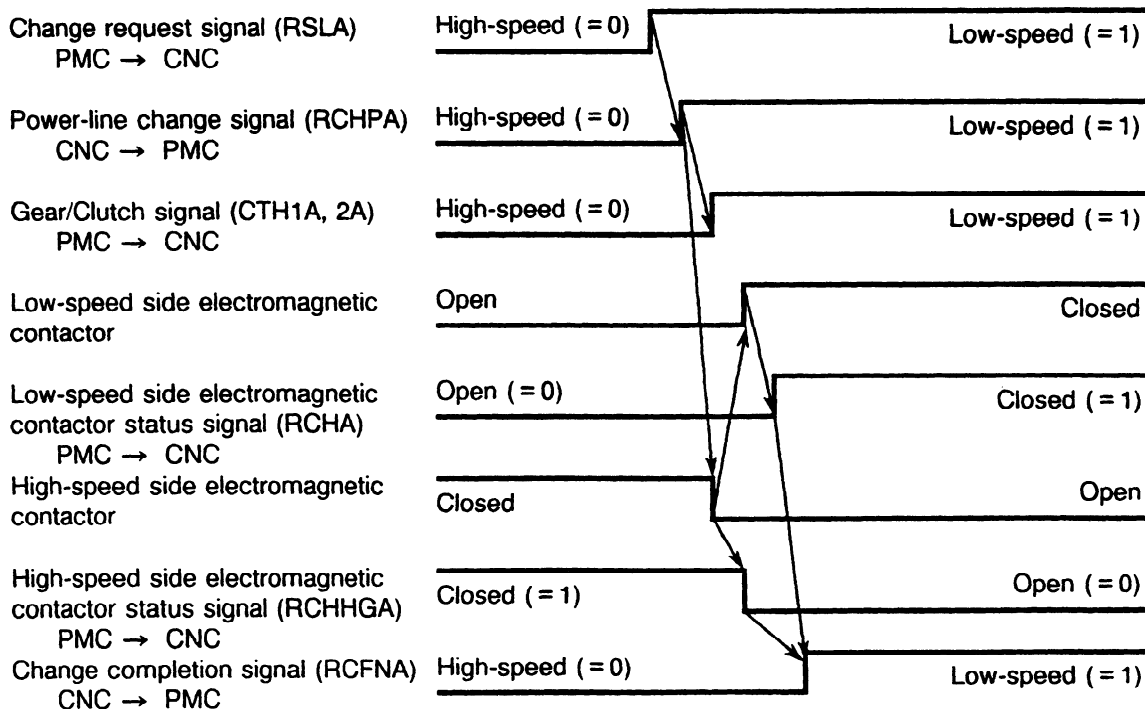 Change request signal (RSLA)
PMC → CNC
High-speed (=0)
Low-speed (=1)
Power-line change signal (RCHPA)
CNC → PMC
High-speed (=0)
Low-speed (=1)
Gear/Clutch signal (CTH1A, 2A)
PMC → CNC
High-speed (=0)
Low-speed (=1)
Low-speed side electromagnetic
contactor
Open
Closed
Low-speed side electromagnetic
contactor status signal (RCHA)
PMC → CNC
Open (=0)
Closed (=1)
High-speed side electromagnetic
contactor
Closed
Open
High-speed side electromagnetic
contactor status signal (RCHHGA)
PMC → CNC
Closed (=1)
Open (=0)
Change completion signal (RCFNA)
CNC → PMC
High-speed (=0)
Low-speed (=1)